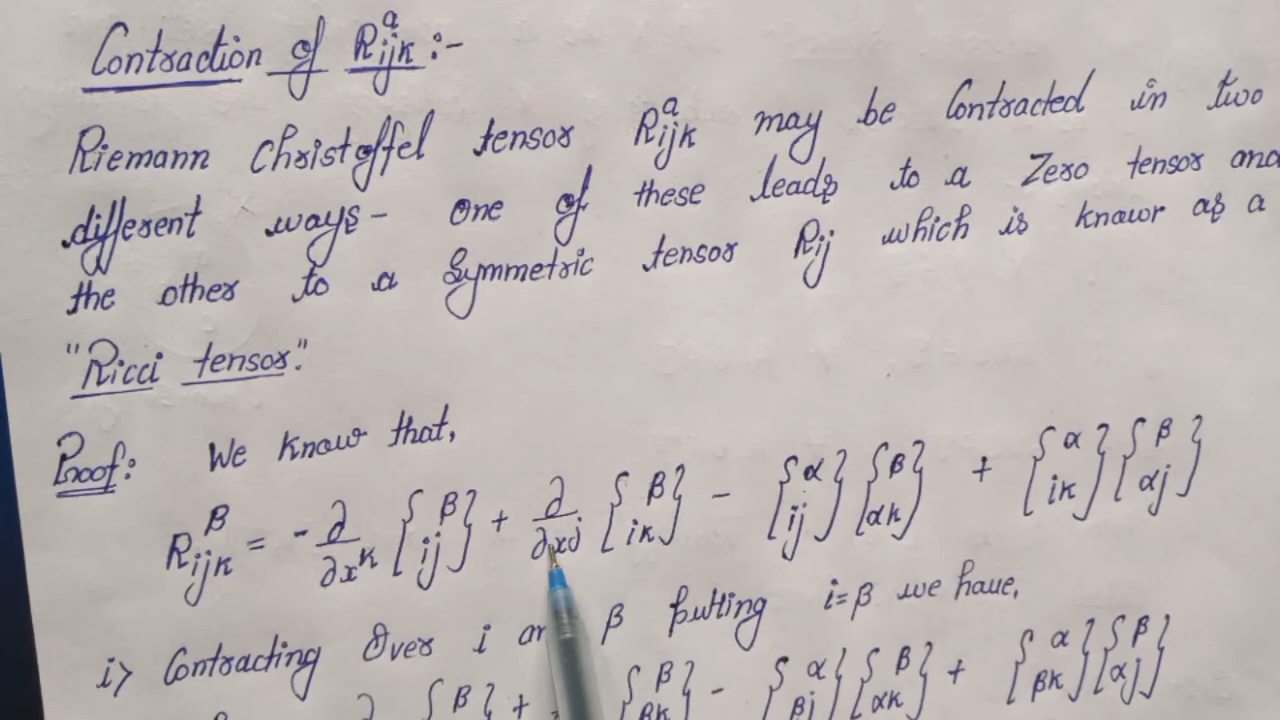 Contraction of R^a_ijk :-
Riemann Christoffel tensor R^a_ijk may be Contracted in two
different ways - One of these leads to a Zero tensor and
the other to a Symmetric tensor Rij which is known as a
"Ricci tensor."
Proof: We know that,
R^β_ijk = - ∂/∂x^k {β ij} + ∂/∂x^j {β ik} - {α ij} {β αk} + {α ik} {β αj}
i> Contracting Over i an β putting i=β we have,
∂ {β + {β βk} - {α βj} {β αk} + {α βk} {β αj}